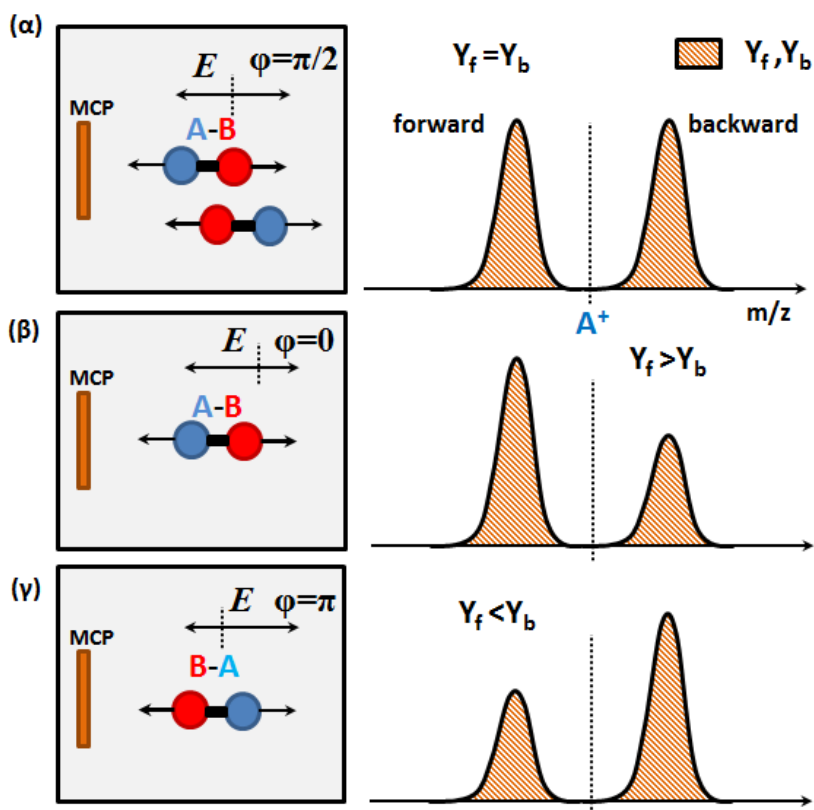 (α)
E φ=π/2
MCP
A-B
Y_f=Y_b
Y_f,Y_b
forward
backward
A⁺
m/z
(β)
E φ=0
MCP
A-B
Y_f>Y_b
(γ)
E φ=π
MCP
B-A
Y_f<Y_b